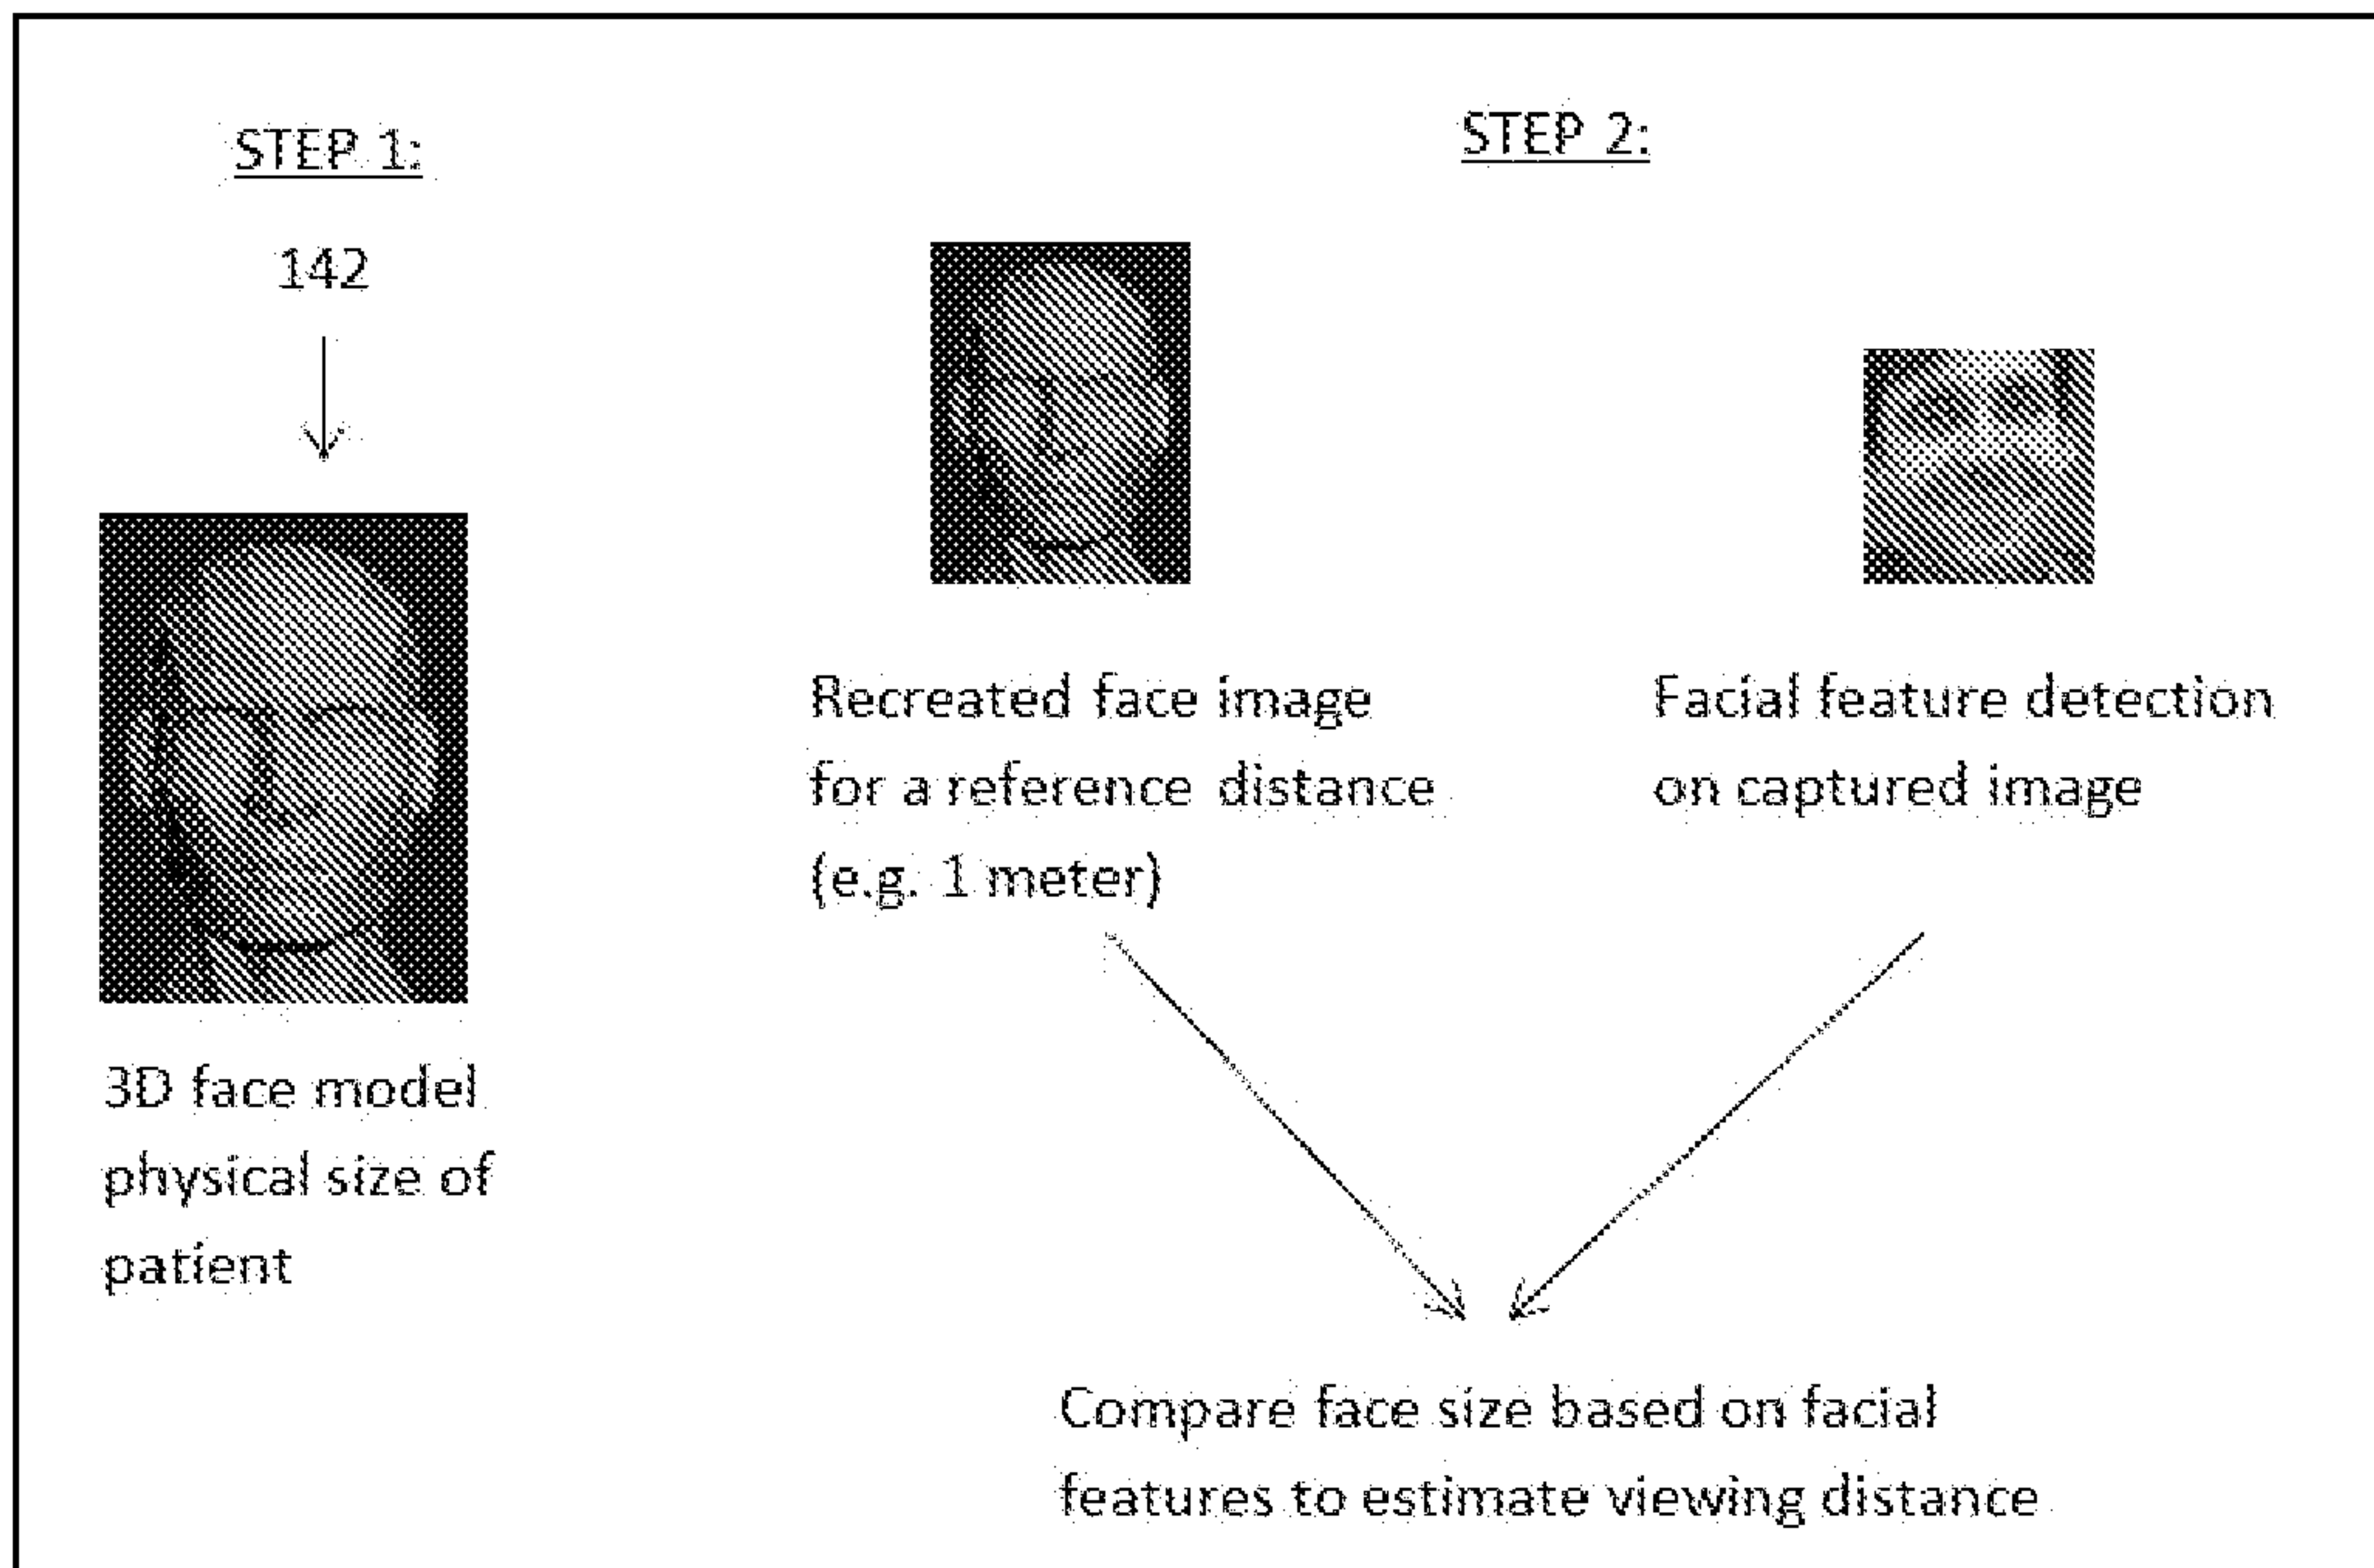 STEP 1:
142
3D face model
physical size of
patient
STEP 2:
Recreated face image
for a reference distance
(e.g. 1 meter)
Facial feature detection
on captured image
Compare face size based on facial
features to estimate viewing distance